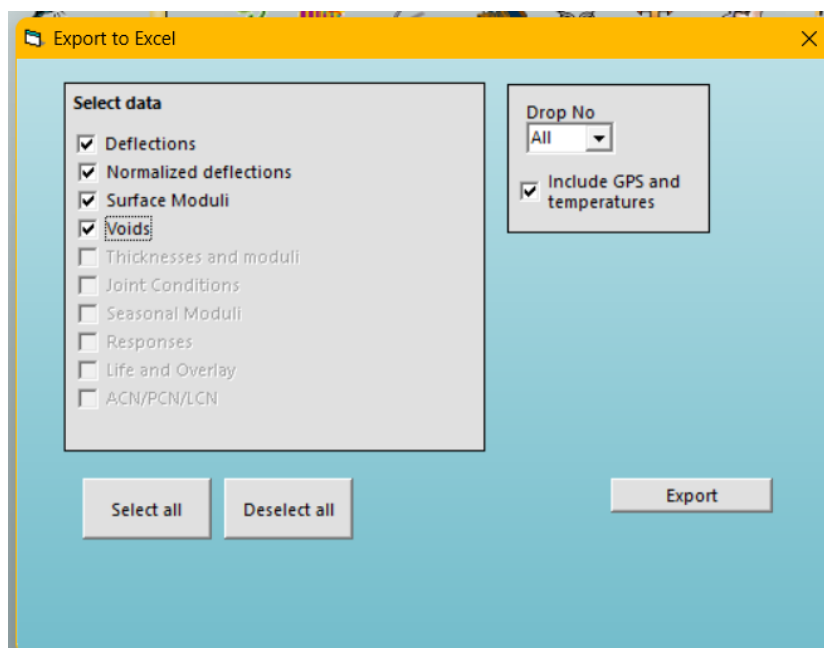 Export to Excel
Select data
Deflections
Normalized deflections
Surface Moduli
Voids
Thicknesses and moduli
Joint Conditions
Seasonal Moduli
Responses
Life and Overlay
ACN/PCN/LCN
Drop No
All
Include GPS and
temperatures
Select all
Deselect all
Export